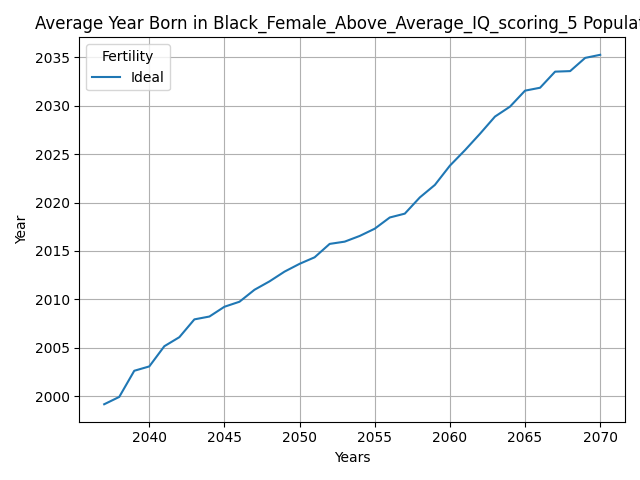 Average Year Born in Black_Female_Above_Average_IQ_scoring_5 Populat
Fertility
Ideal
2035
2030
2025
2020
2015
2010
2005
2000
Year
2040 2045 2050 2055 2060 2065 2070
Years